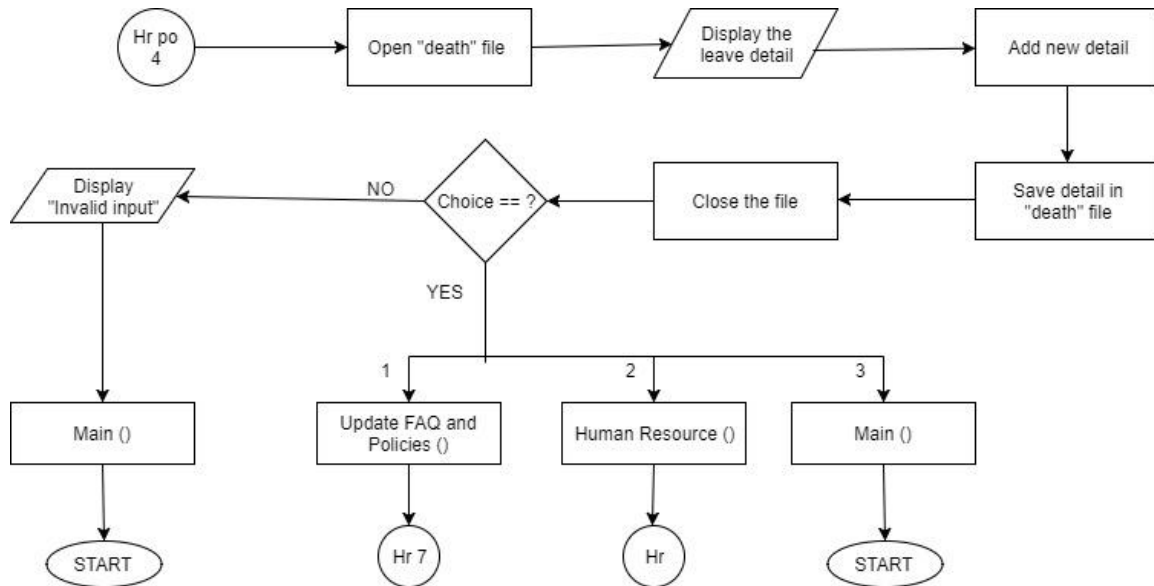 Hr po
4
Open "death" file
Display the
leave detail
Add new detail
Display
"Invalid input"
NO
Choice == ?
Close the file
Save detail in
"death" file
YES
1
2
3
Main ()
Update FAQ and
Policies ()
Human Resource ()
Main ()
START
Hr 7
Hr
START